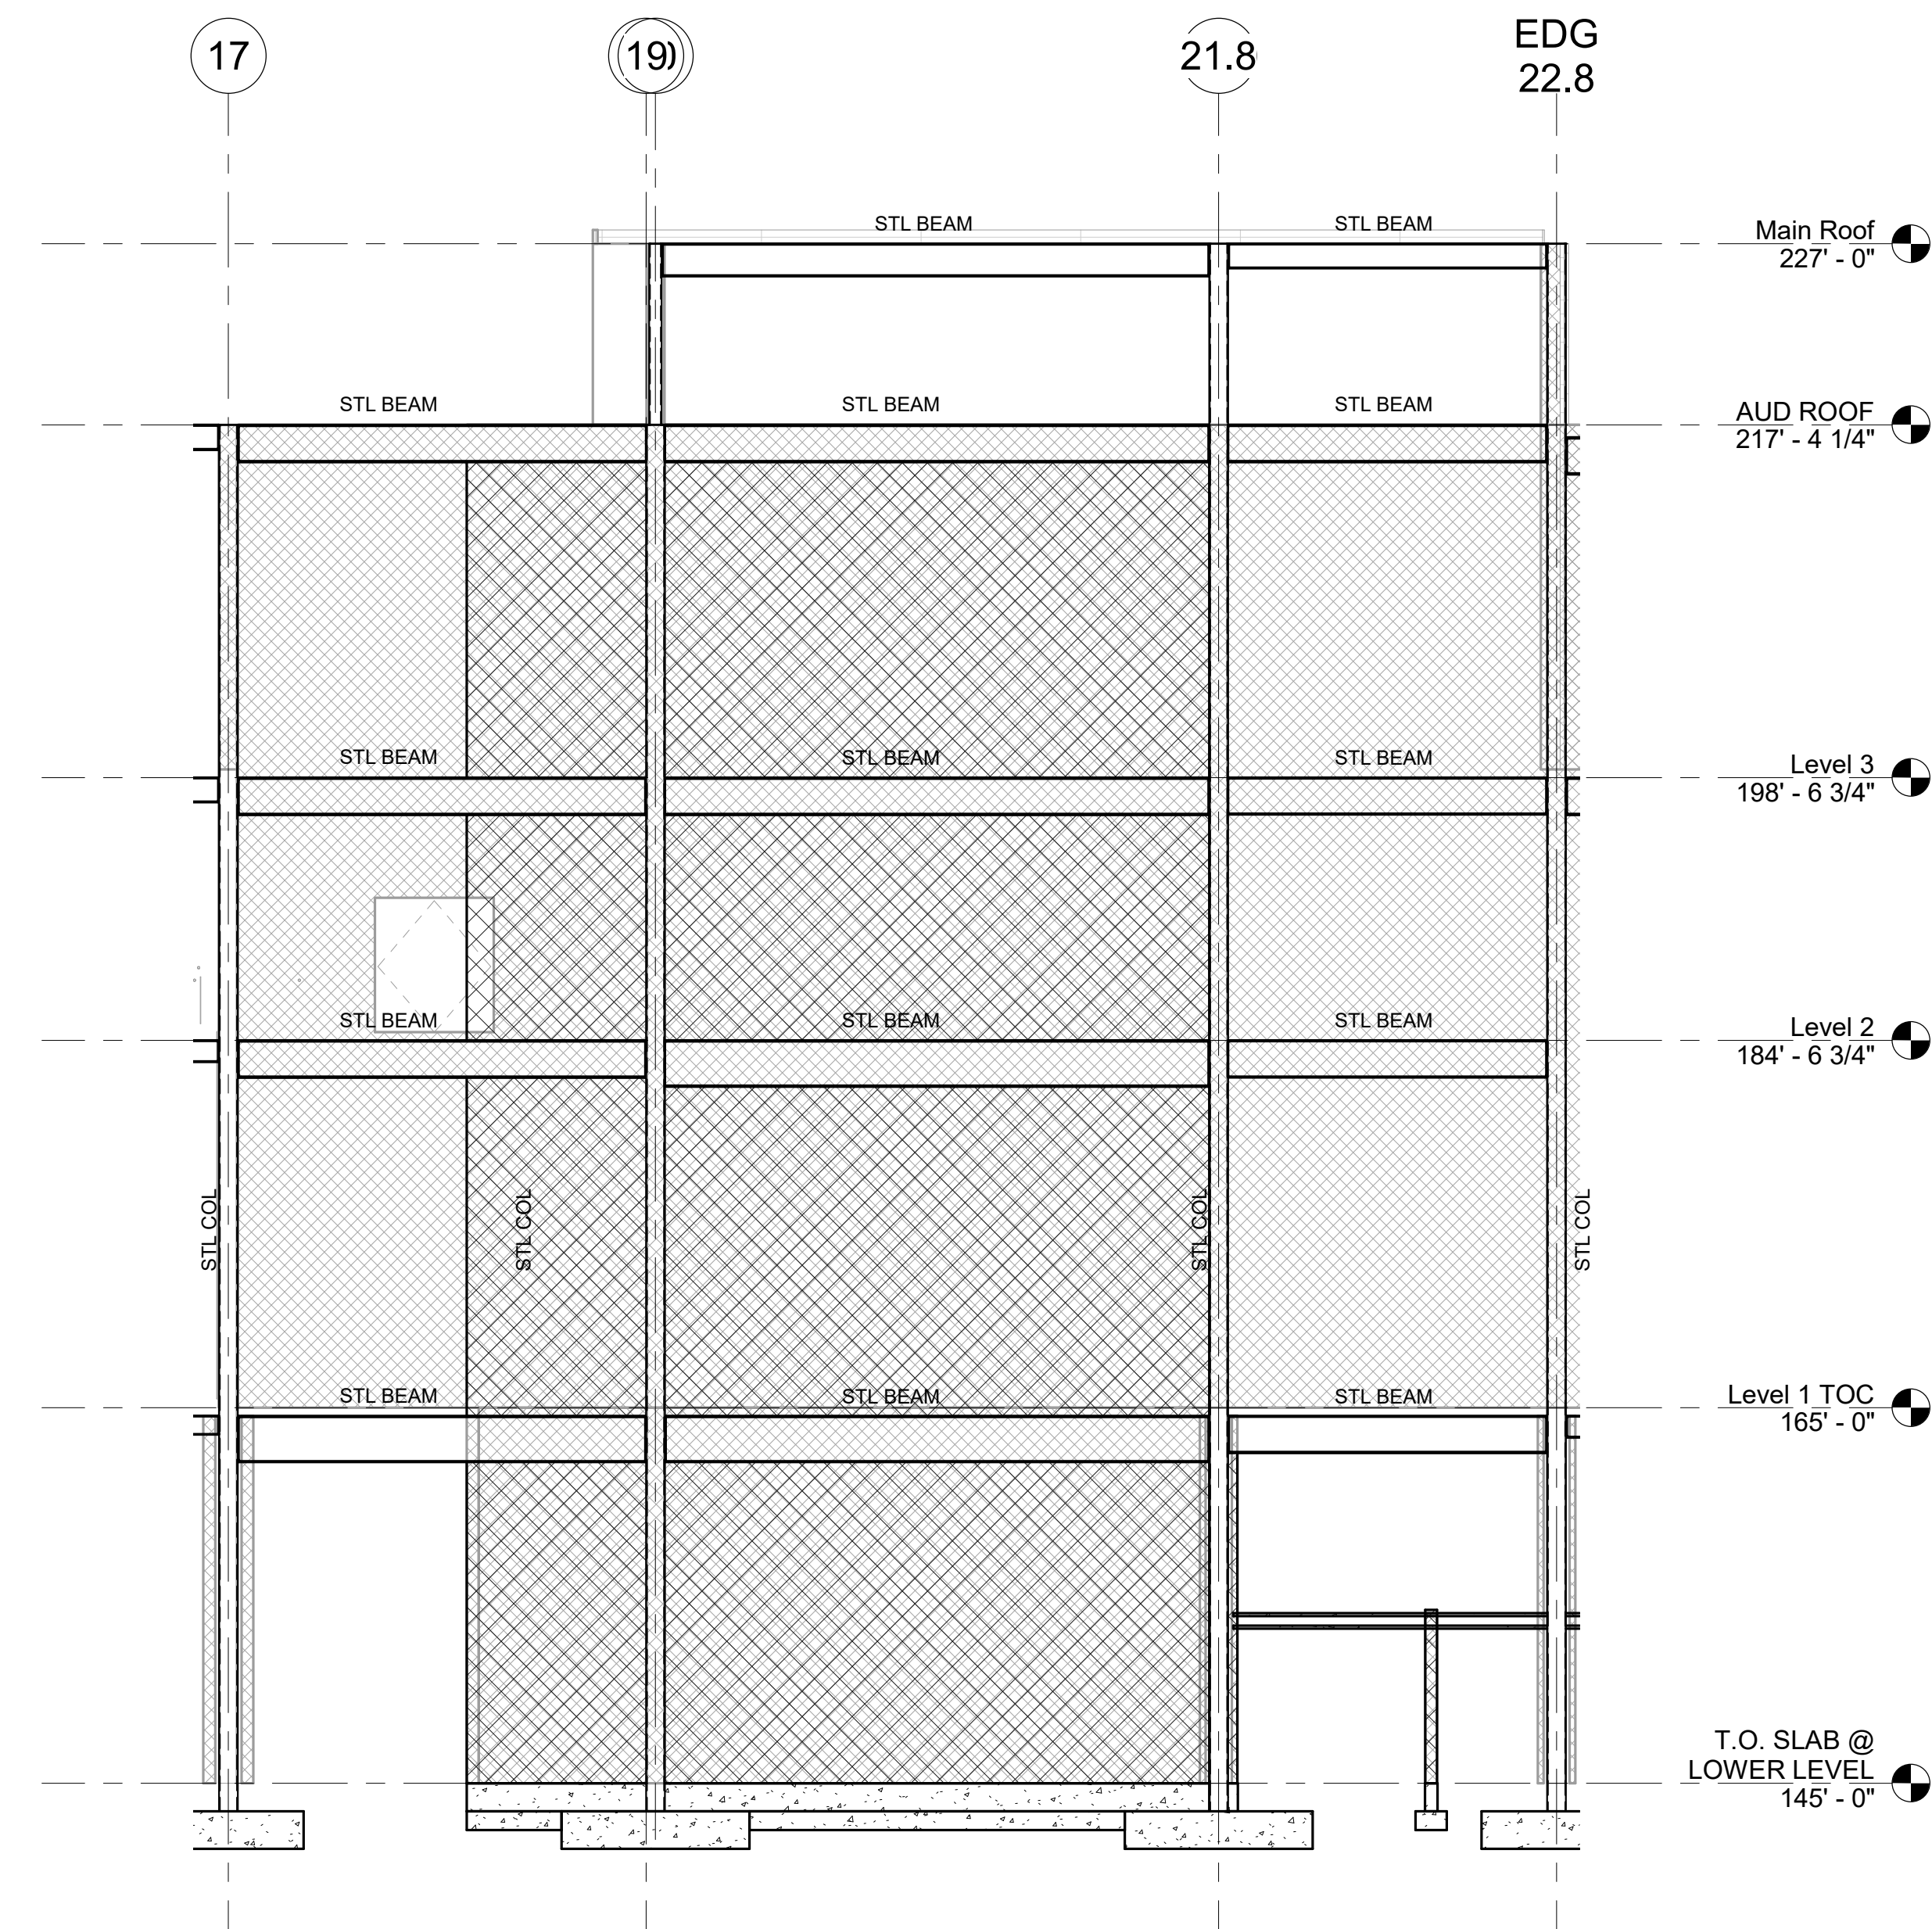 17
19
21.8
EDG
22.8
STL BEAM
STL BEAM
Main Roof
227' - 0"
STL BEAM
STL BEAM
STL BEAM
AUD ROOF
217' - 4 1/4"
STL BEAM
STL BEAM
STL BEAM
Level 3
198' - 6 3/4"
STL BEAM
STL BEAM
STL BEAM
Level 2
184' - 6 3/4"
STL COL
STL COL
STL COL
STL COL
STL BEAM
STL BEAM
STL BEAM
Level 1 TOC
165' - 0"
T.O. SLAB @
LOWER LEVEL
145' - 0"